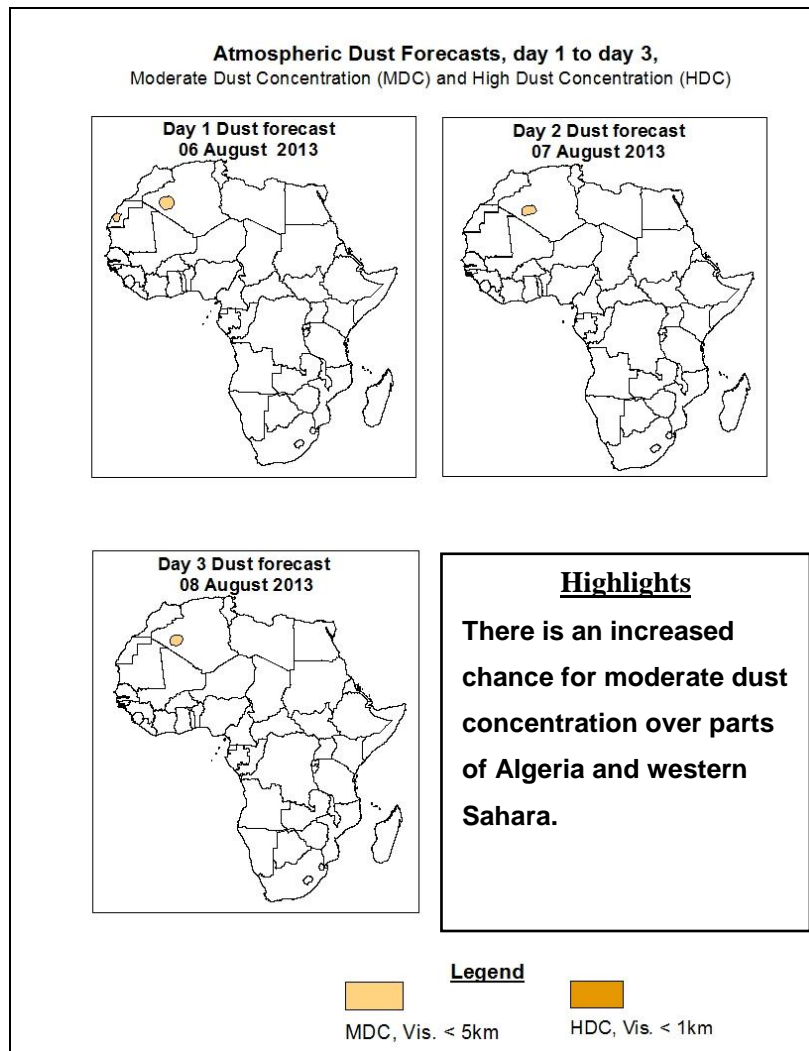 Atmospheric Dust Forecasts, day 1 to day 3,
Moderate Dust Concentration (MDC) and High Dust Concentration (HDC)
Day 1 Dust forecast
06 August 2013
Day 2 Dust forecast
07 August 2013
Day 3 Dust forecast
08 August 2013
Highlights
There is an increased
chance for moderate dust
concentration over parts
of Algeria and western
Sahara.
Legend
MDC, Vis. < 5km
HDC, Vis. < 1km